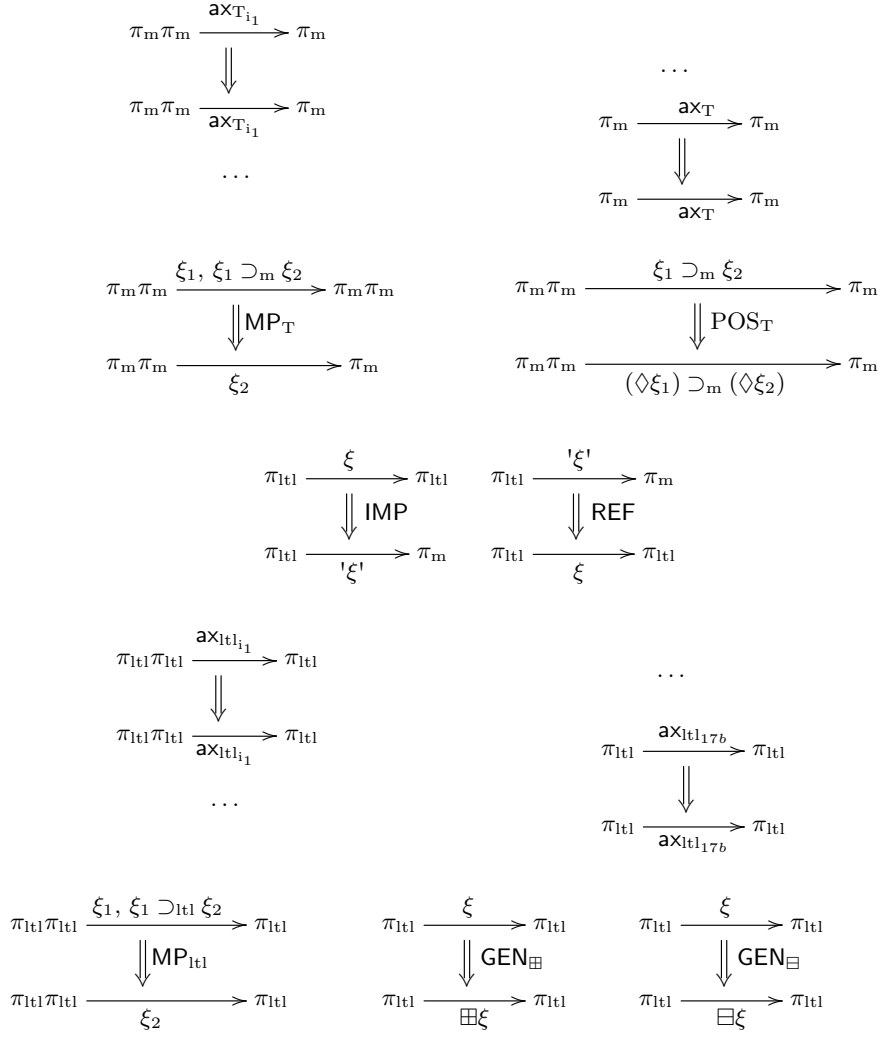 ax_{T_{i_1}}
π_m π_m ⟶ π_m
⇓
π_m π_m ⟶ π_m
ax_{T_{i_1}}
...
...
ax_T
π_m ⟶ π_m
⇓
π_m ⟶ π_m
ax_T
ξ_1, ξ_1 ⊃_m ξ_2
π_m π_m ⟶ π_m π_m
⇓ MP_T
π_m π_m ⟶ π_m
ξ_2
ξ_1 ⊃_m ξ_2
π_m π_m ⟶ π_m
⇓ POS_T
π_m π_m ⟶ π_m
(◊ξ_1) ⊃_m (◊ξ_2)
ξ
π_ltl ⟶ π_ltl
⇓ IMP
π_ltl ⟶ π_m
'ξ'
'ξ'
π_ltl ⟶ π_m
⇓ REF
π_ltl ⟶ π_ltl
ξ
ax_{ltl_{i_1}}
π_ltl π_ltl ⟶ π_ltl
⇓
π_ltl π_ltl ⟶ π_ltl
ax_{ltl_{i_1}}
...
...
ax_{ltl_{17b}}
π_ltl ⟶ π_ltl
⇓
π_ltl ⟶ π_ltl
ax_{ltl_{17b}}
ξ_1, ξ_1 ⊃_ltl ξ_2
π_ltl π_ltl ⟶ π_ltl
⇓ MP_ltl
π_ltl π_ltl ⟶ π_ltl
ξ_2
ξ
π_ltl ⟶ π_ltl
⇓ GEN_⊞
π_ltl ⟶ π_ltl
⊞ξ
ξ
π_ltl ⟶ π_ltl
⇓ GEN_⊟
π_ltl ⟶ π_ltl
⊟ξ